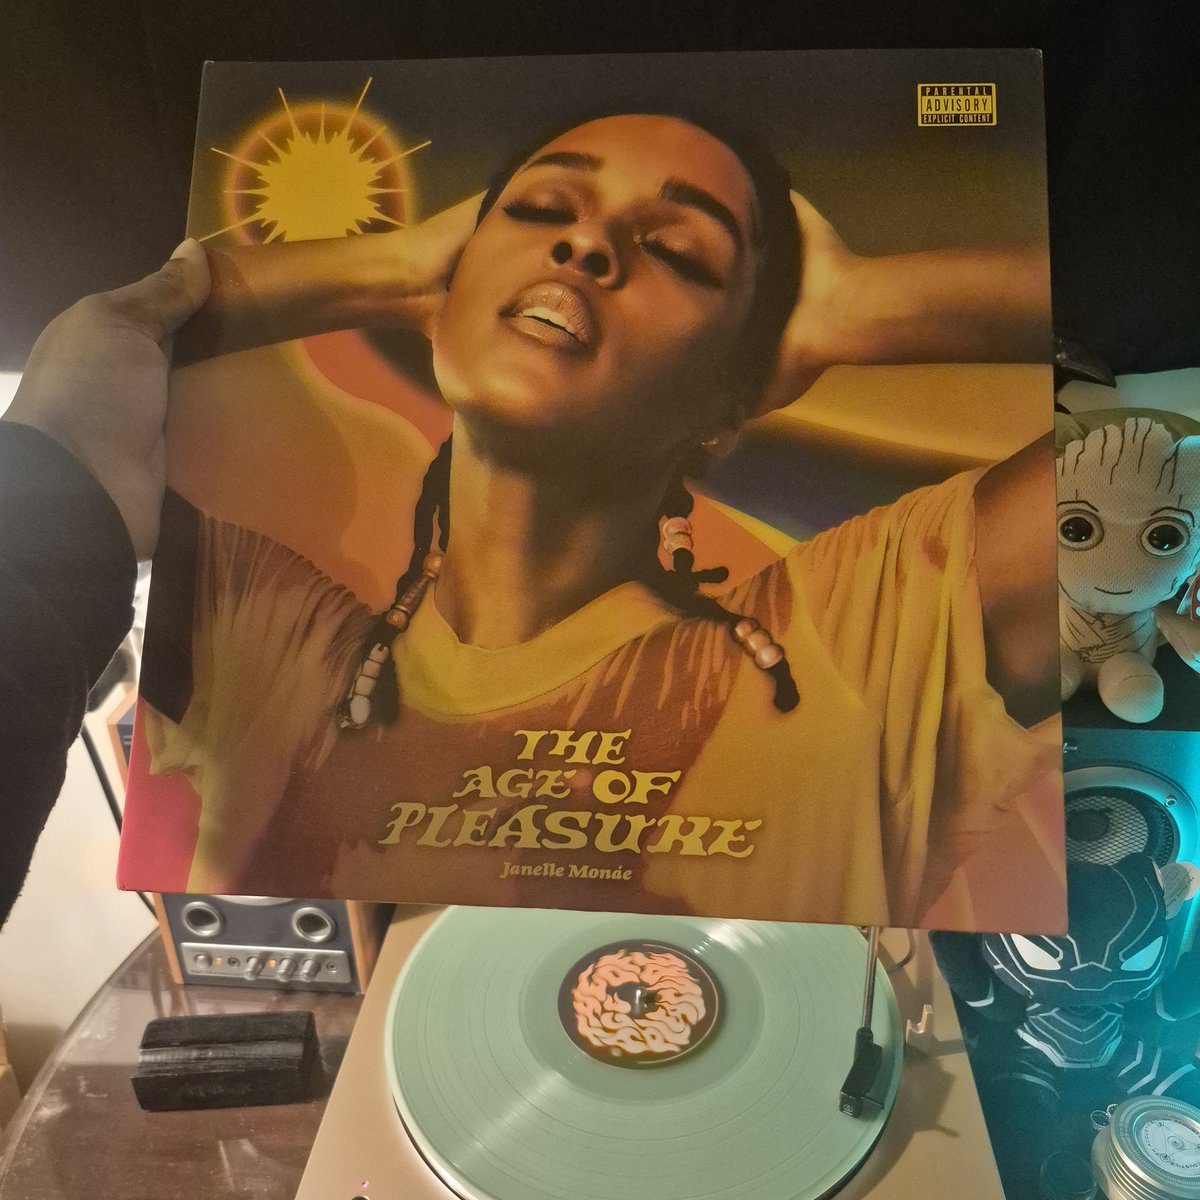 PARENTAL
ADVISORY
EXPLICIT CONTENT
THE
AGE OF
PLEASURE
Janelle Monáe